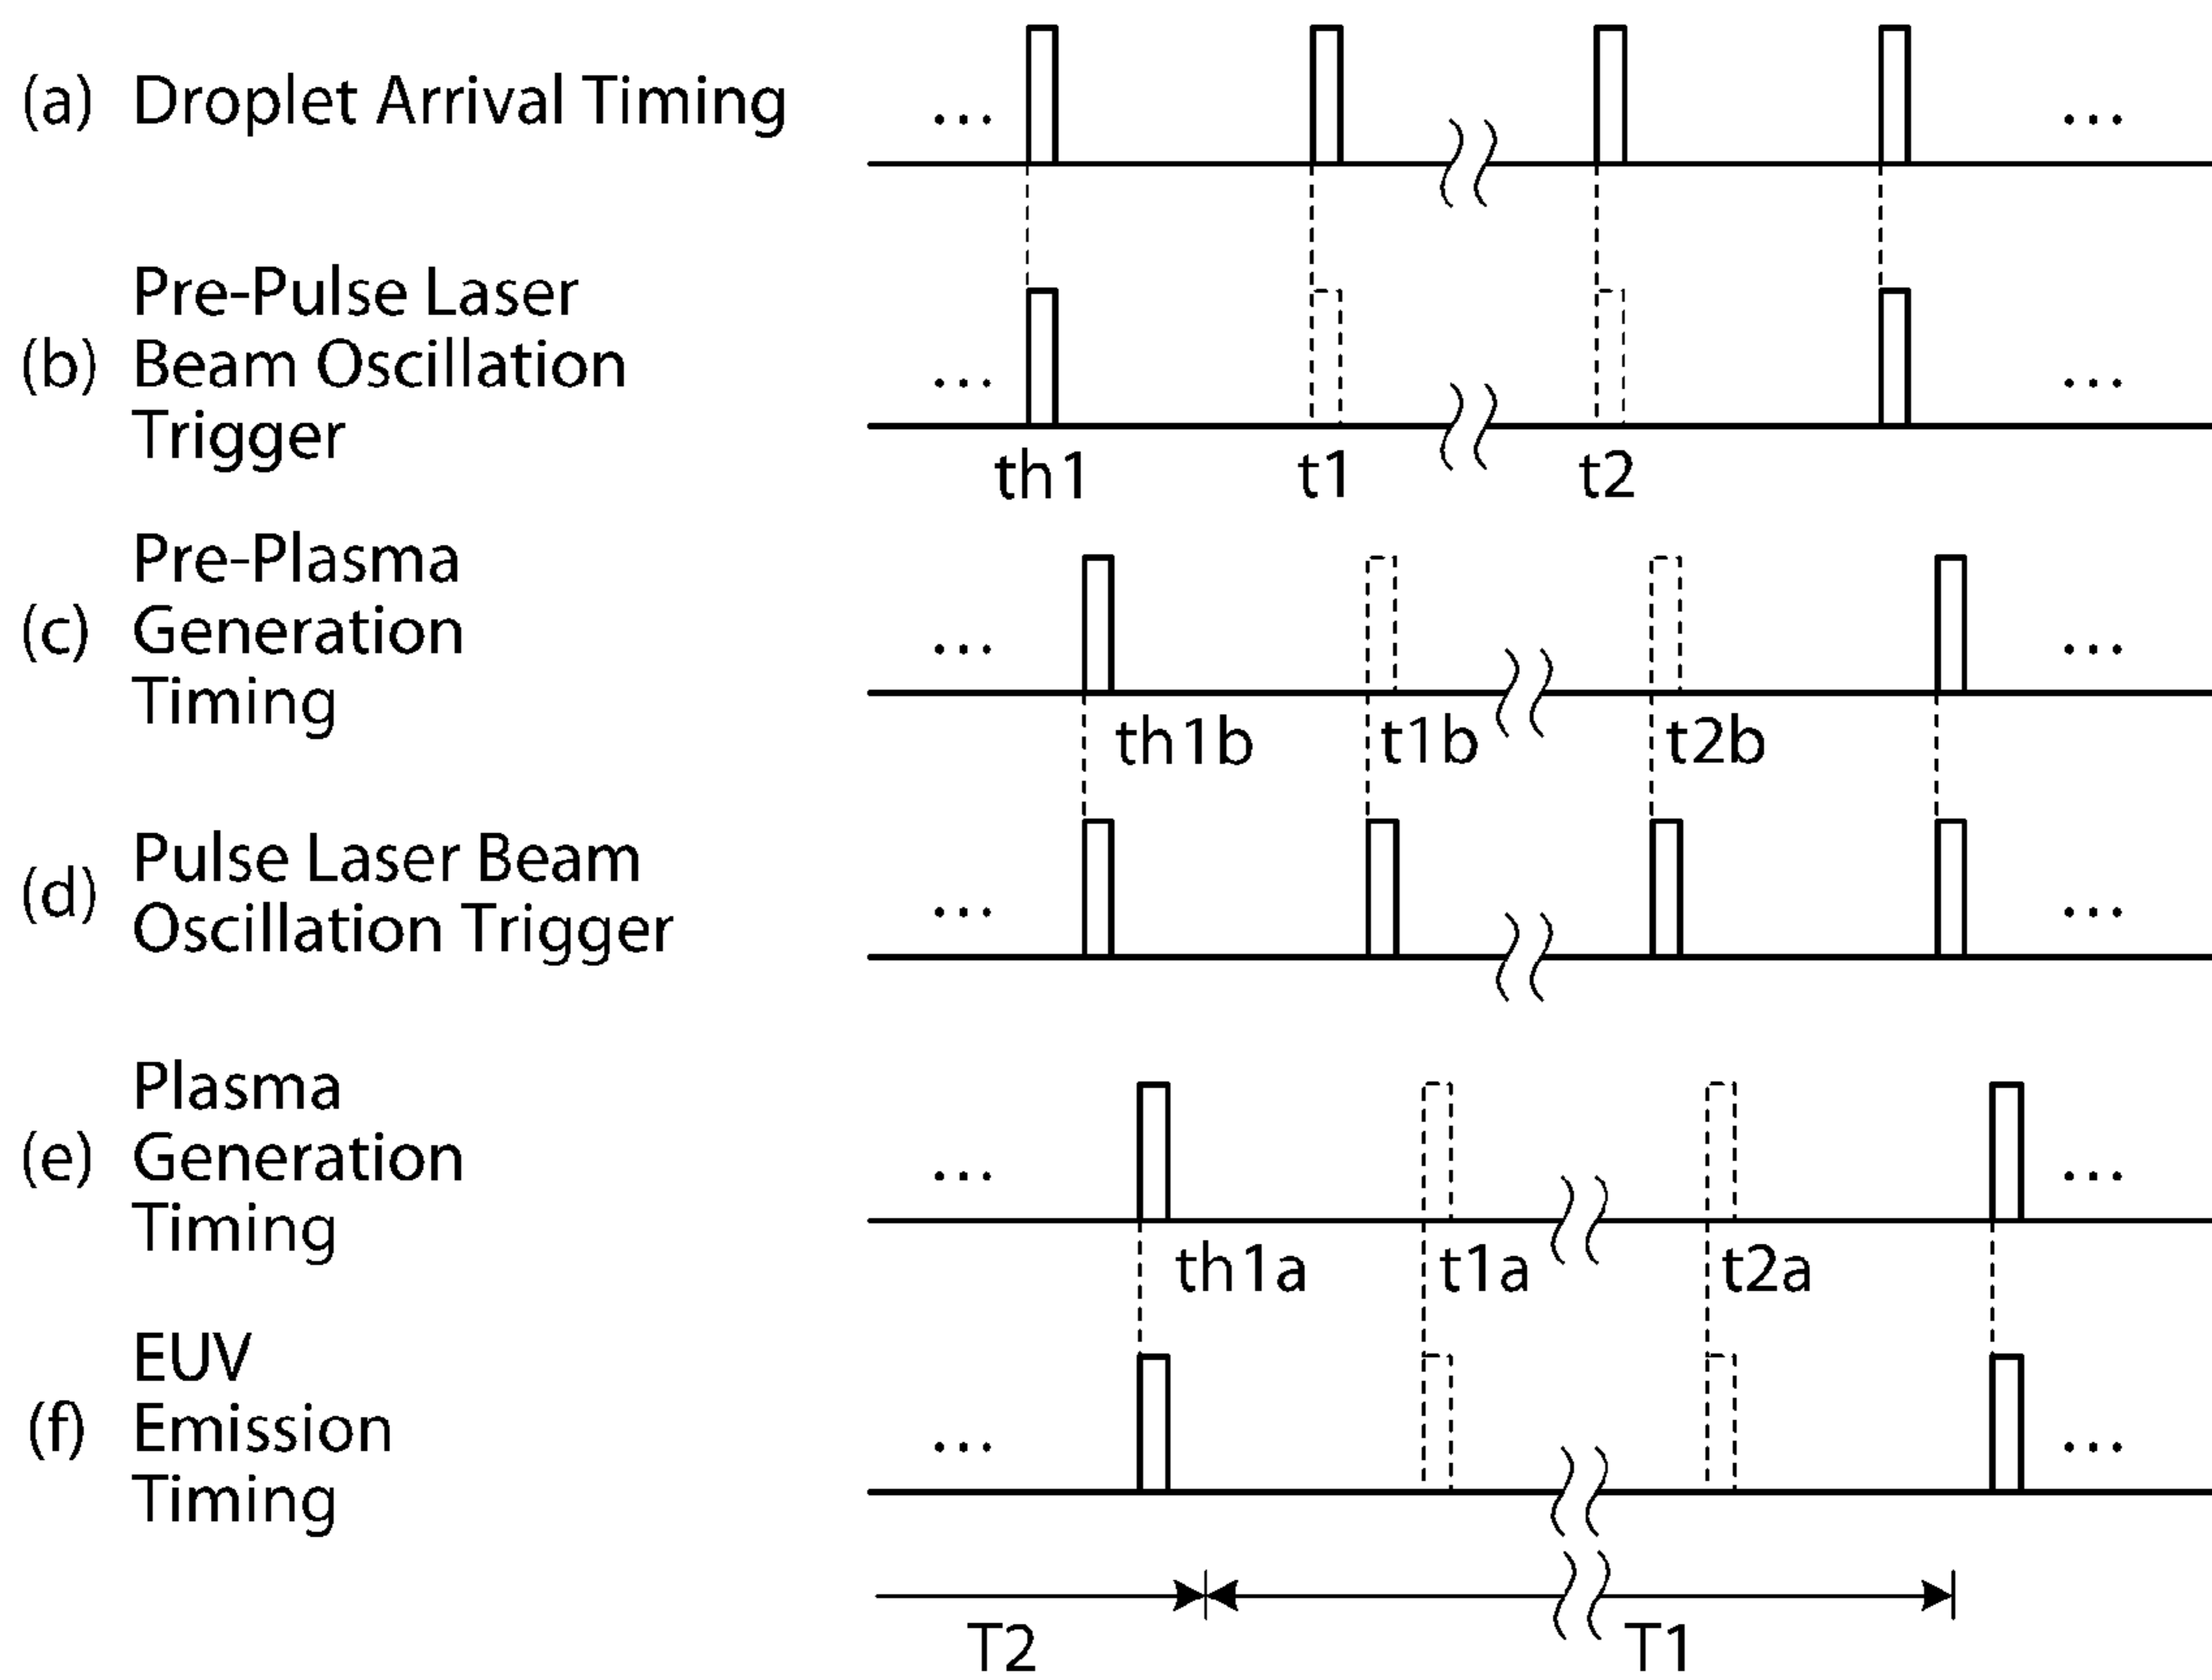 (a) Droplet Arrival Timing
... ...
Pre-Pulse Laser
(b) Beam Oscillation
Trigger
... ...
th1 t1 t2
Pre-Plasma
(c) Generation
Timing
... ...
th1b t1b t2b
(d) Pulse Laser Beam
Oscillation Trigger
... ...
Plasma
(e) Generation
Timing
... ...
th1a t1a t2a
EUV
(f) Emission
Timing
... ...
T2 T1